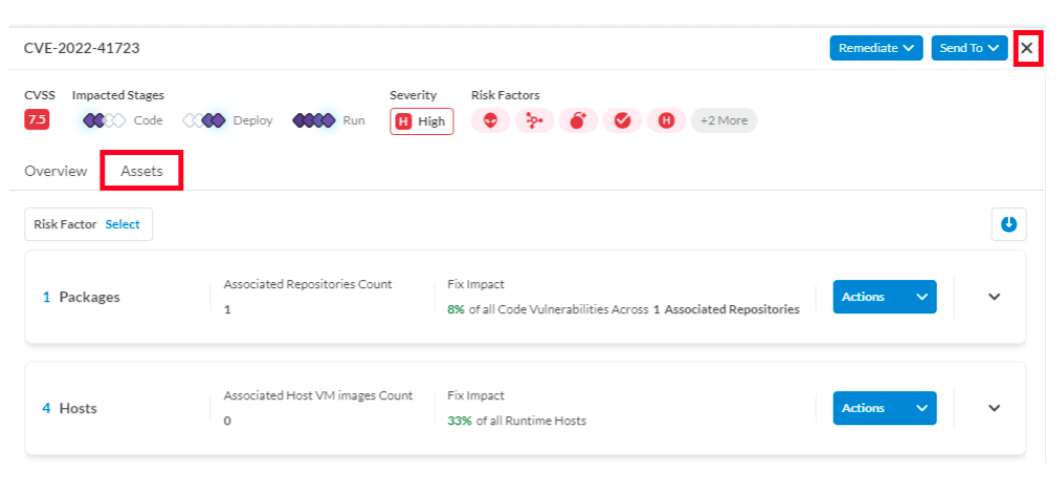 CVE-2022-41723
Remediate Send To
CVSS Impacted Stages Severity Risk Factors
7.5 Code Deploy Run H High H +2 More
Overview Assets
Risk Factor Select
1 Packages
Associated Repositories Count
1
Fix Impact
8% of all Code Vulnerabilities Across 1 Associated Repositories
Actions
4 Hosts
Associated Host VM images Count
0
Fix Impact
33% of all Runtime Hosts
Actions